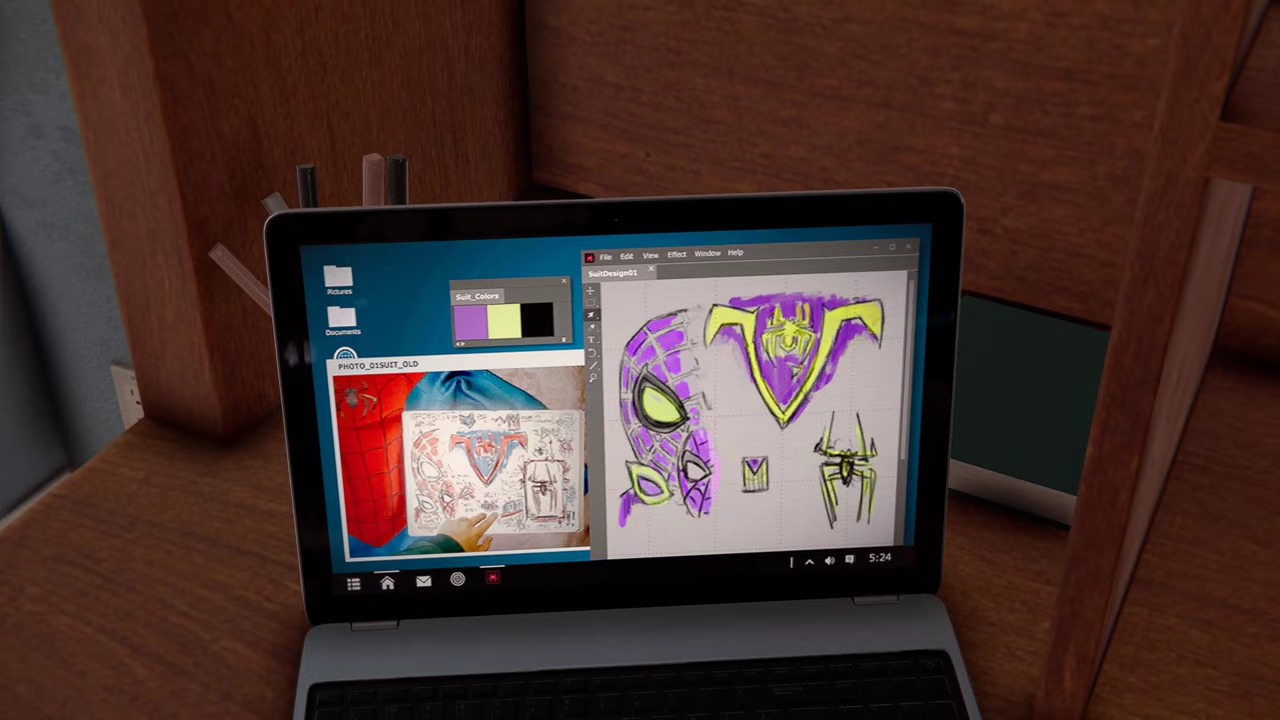 File Edit View Effect Window Help
SuitDesign01
Pictures
Suit_Colors
Documents
PHOTO_01SUIT_OLD
T
5:24